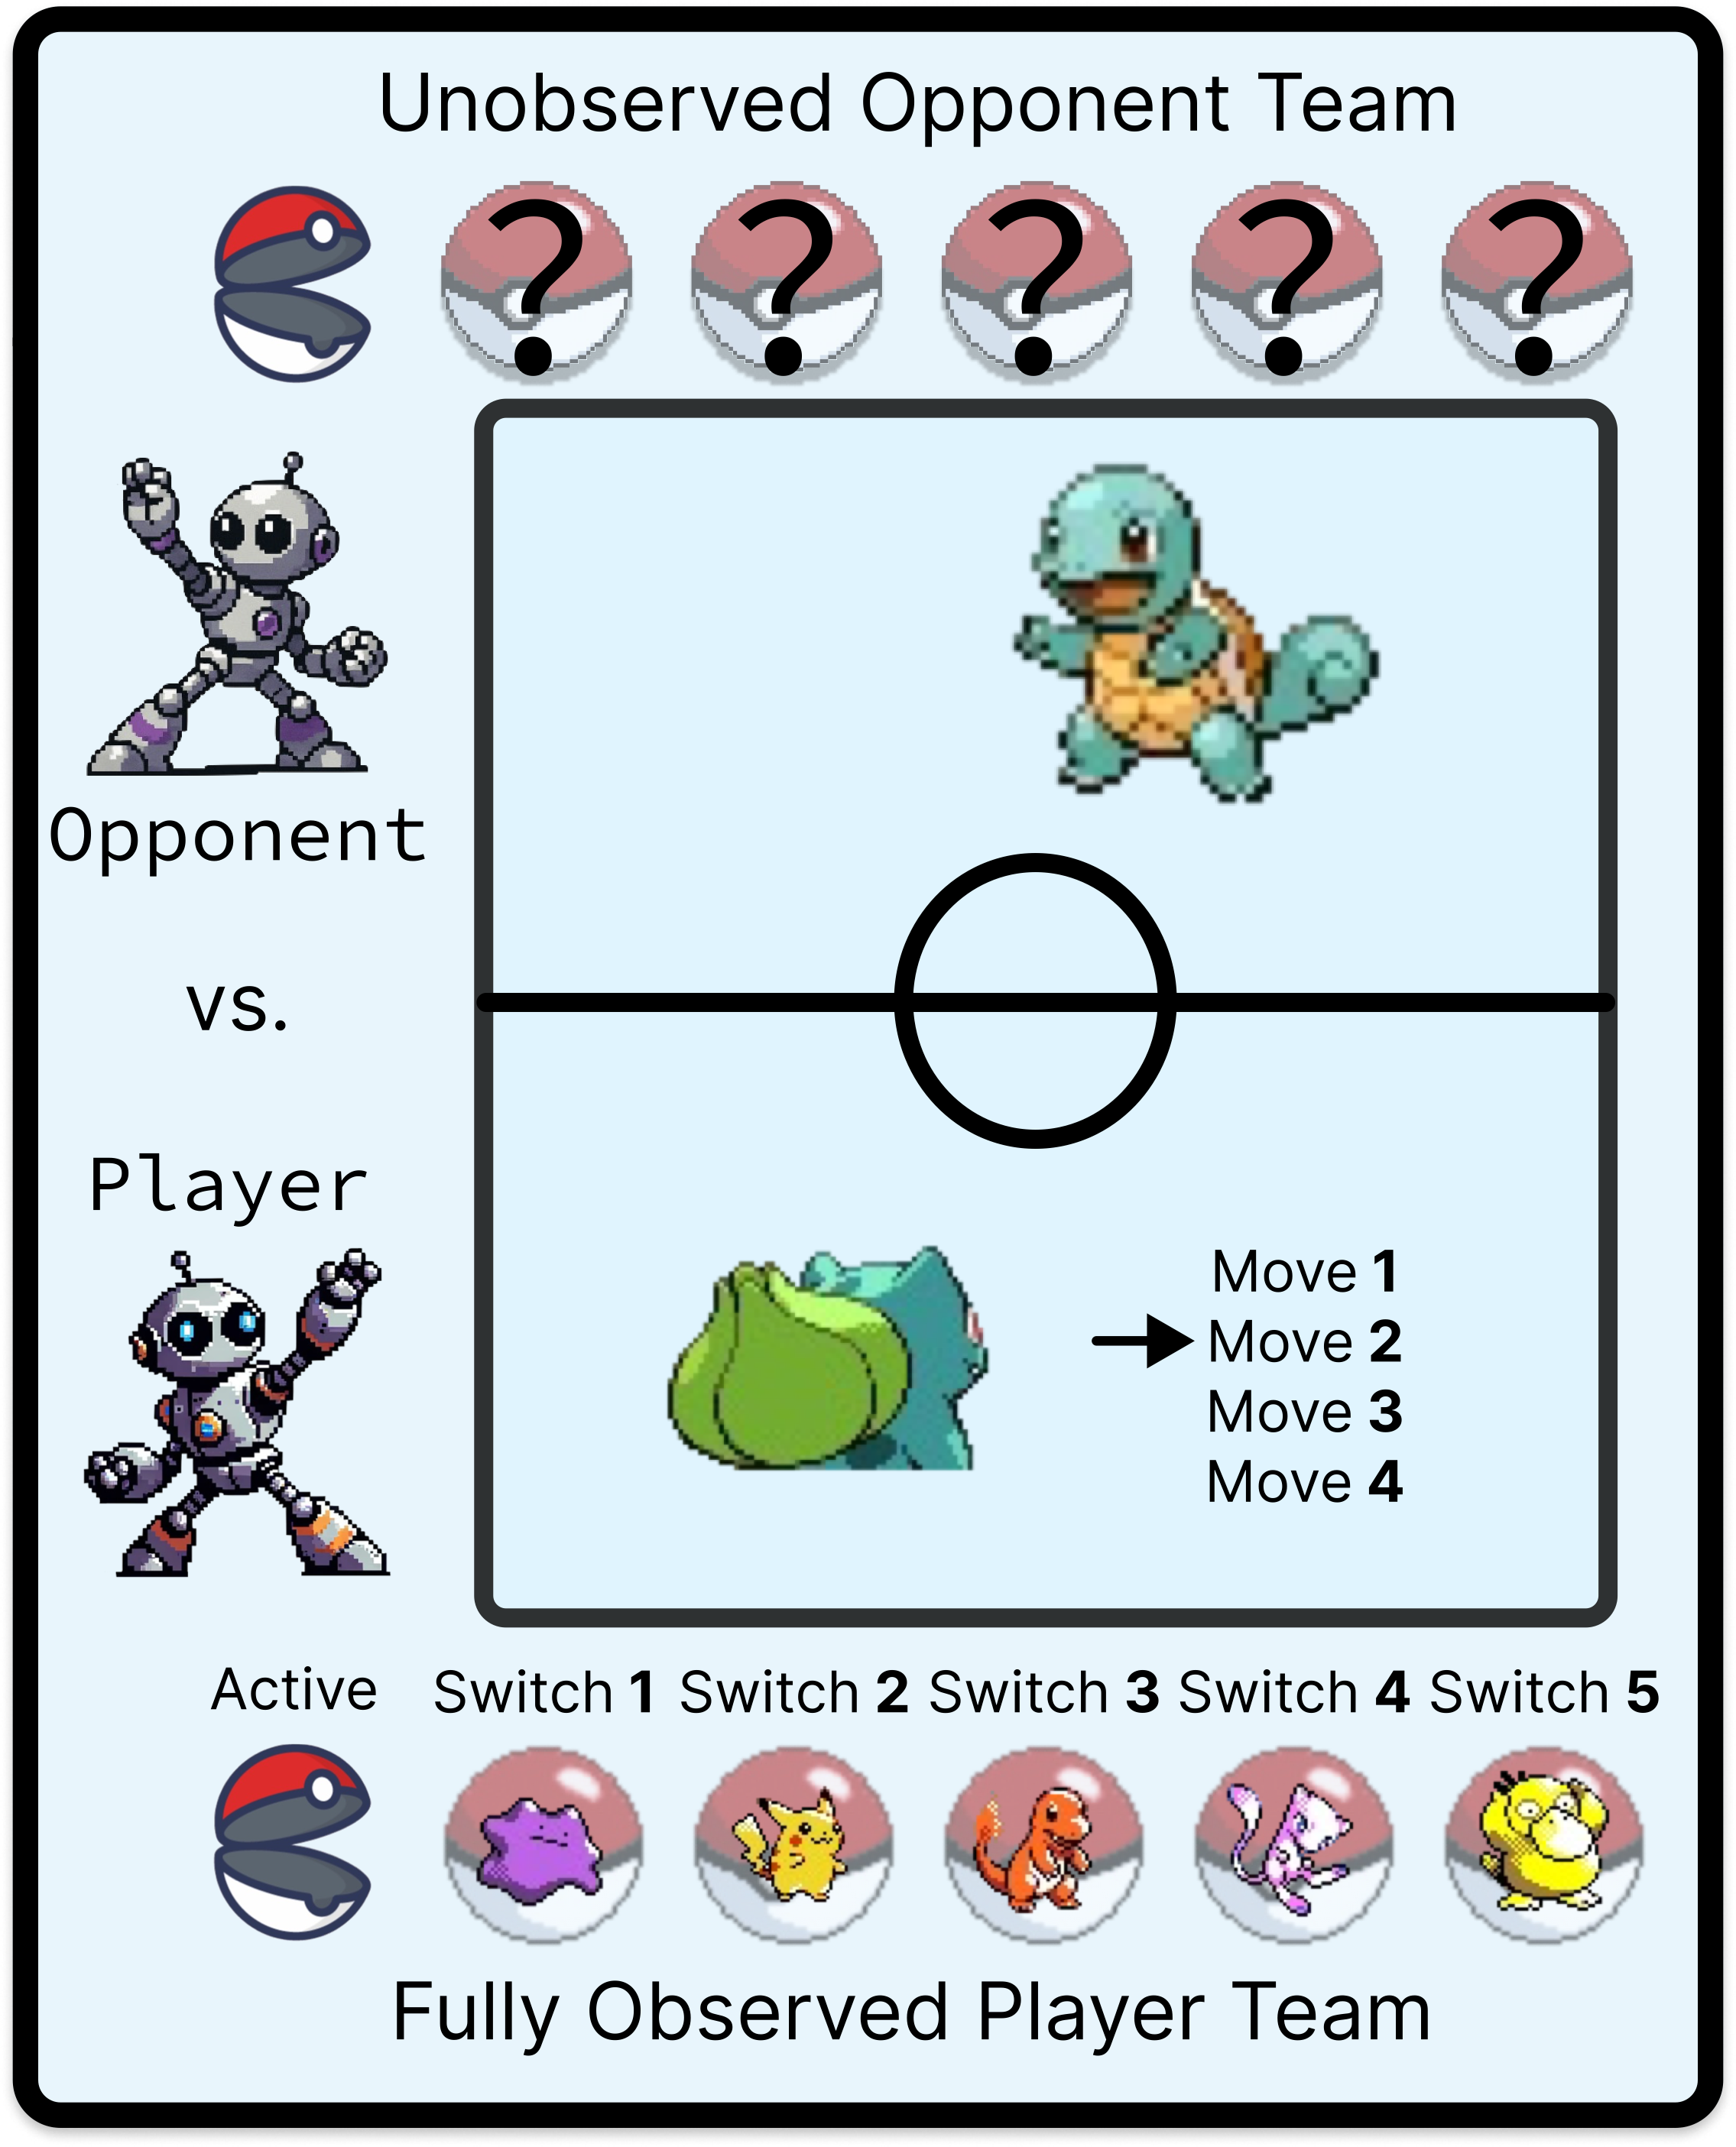 Unobserved Opponent Team
? ? ? ? ?
Opponent
vs.
Player
Move 1
Move 2
Move 3
Move 4
Active Switch 1 Switch 2 Switch 3 Switch 4 Switch 5
Fully Observed Player Team